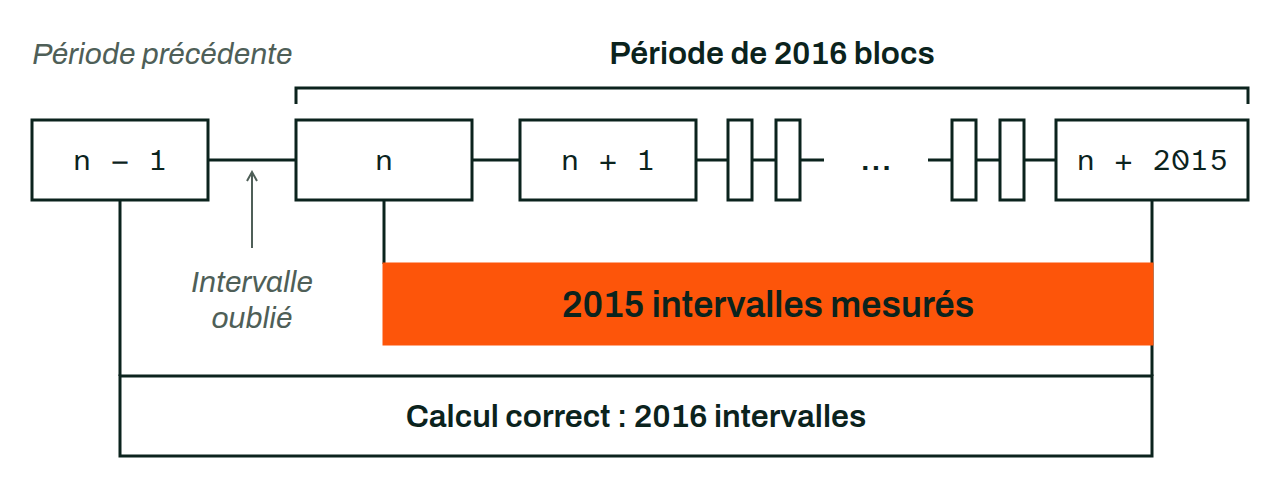 Période précédente
Période de 2016 blocs
n − 1
n
n + 1
...
n + 2015
Intervalle
oublié
2015 intervalles mesurés
Calcul correct : 2016 intervalles